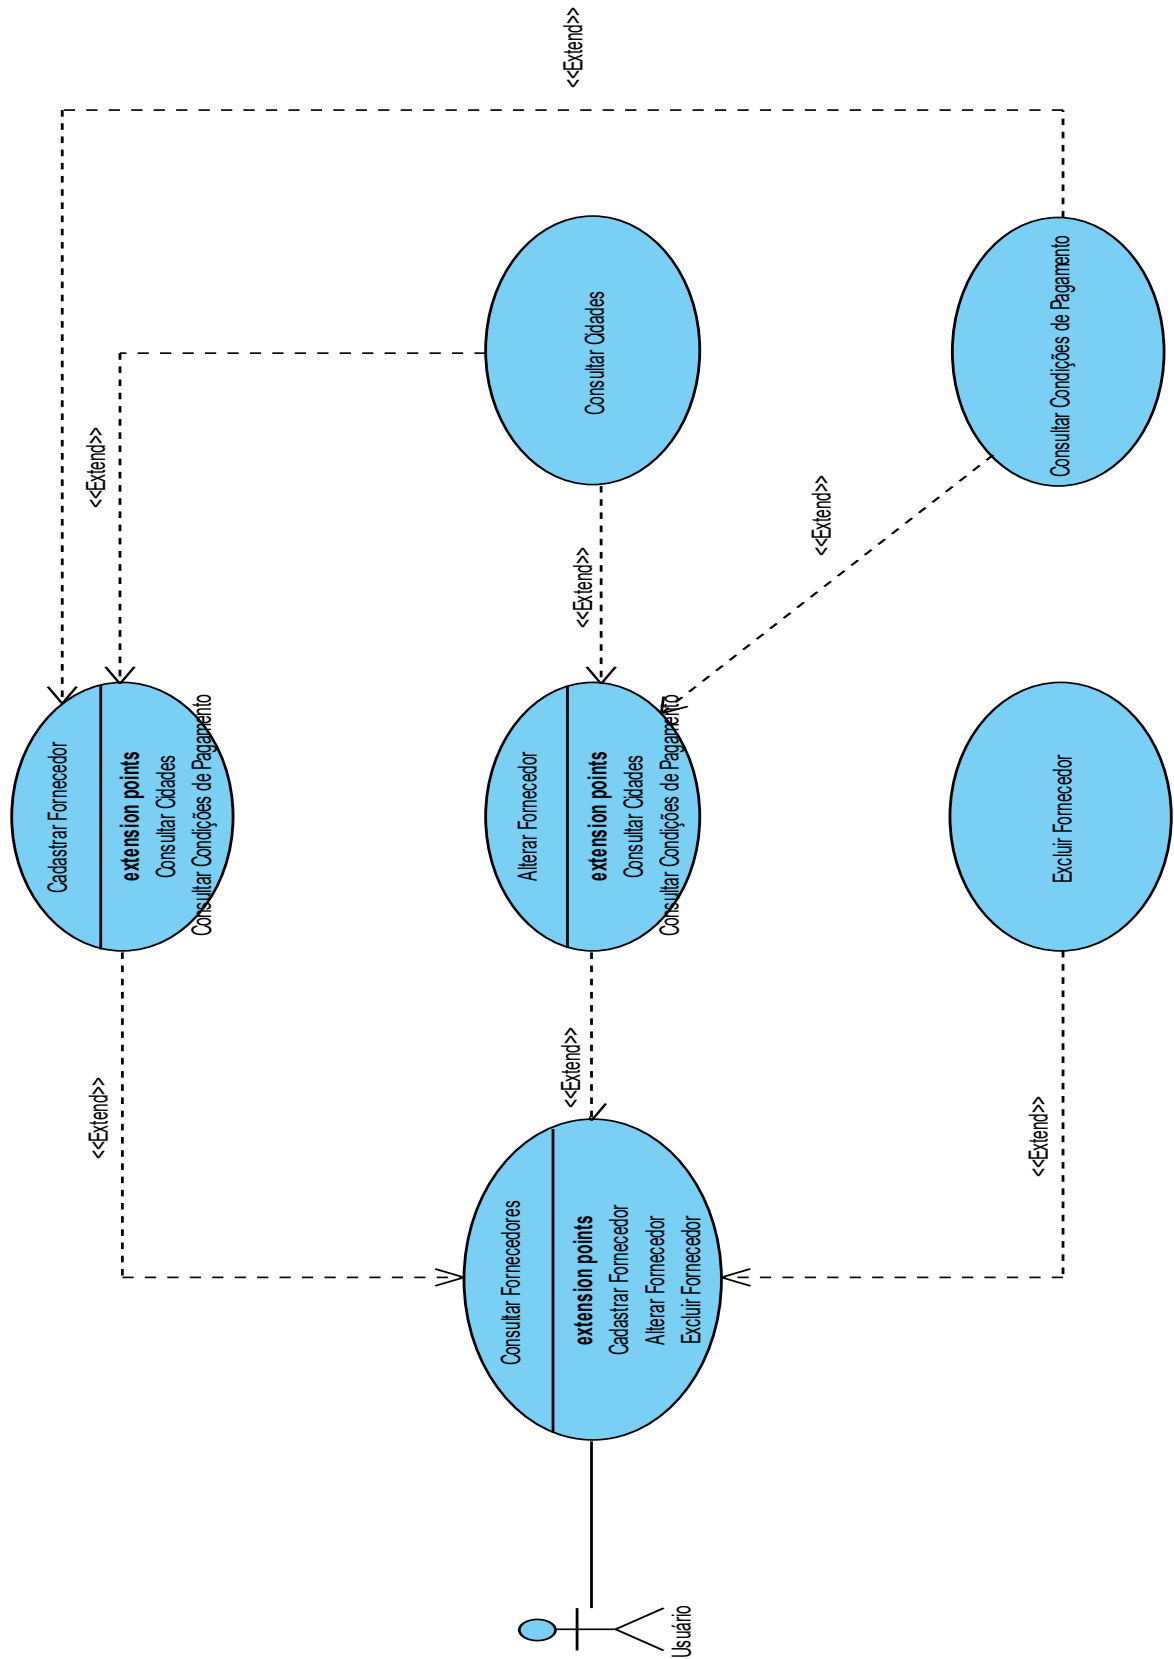 Usuário
Consultar Fornecedores
extension points
Cadastrar Fornecedor
Alterar Fornecedor
Excluir Fornecedor
<<Extend>>
<<Extend>>
<<Extend>>
Cadastrar Fornecedor
extension points
Consultar Cidades
Consultar Condições de Pagamento
Alterar Fornecedor
extension points
Consultar Cidades
Consultar Condições de Pagamento
Excluir Fornecedor
<<Extend>>
<<Extend>>
<<Extend>>
Consultar Cidades
Consultar Condições de Pagamento
<<Extend>>